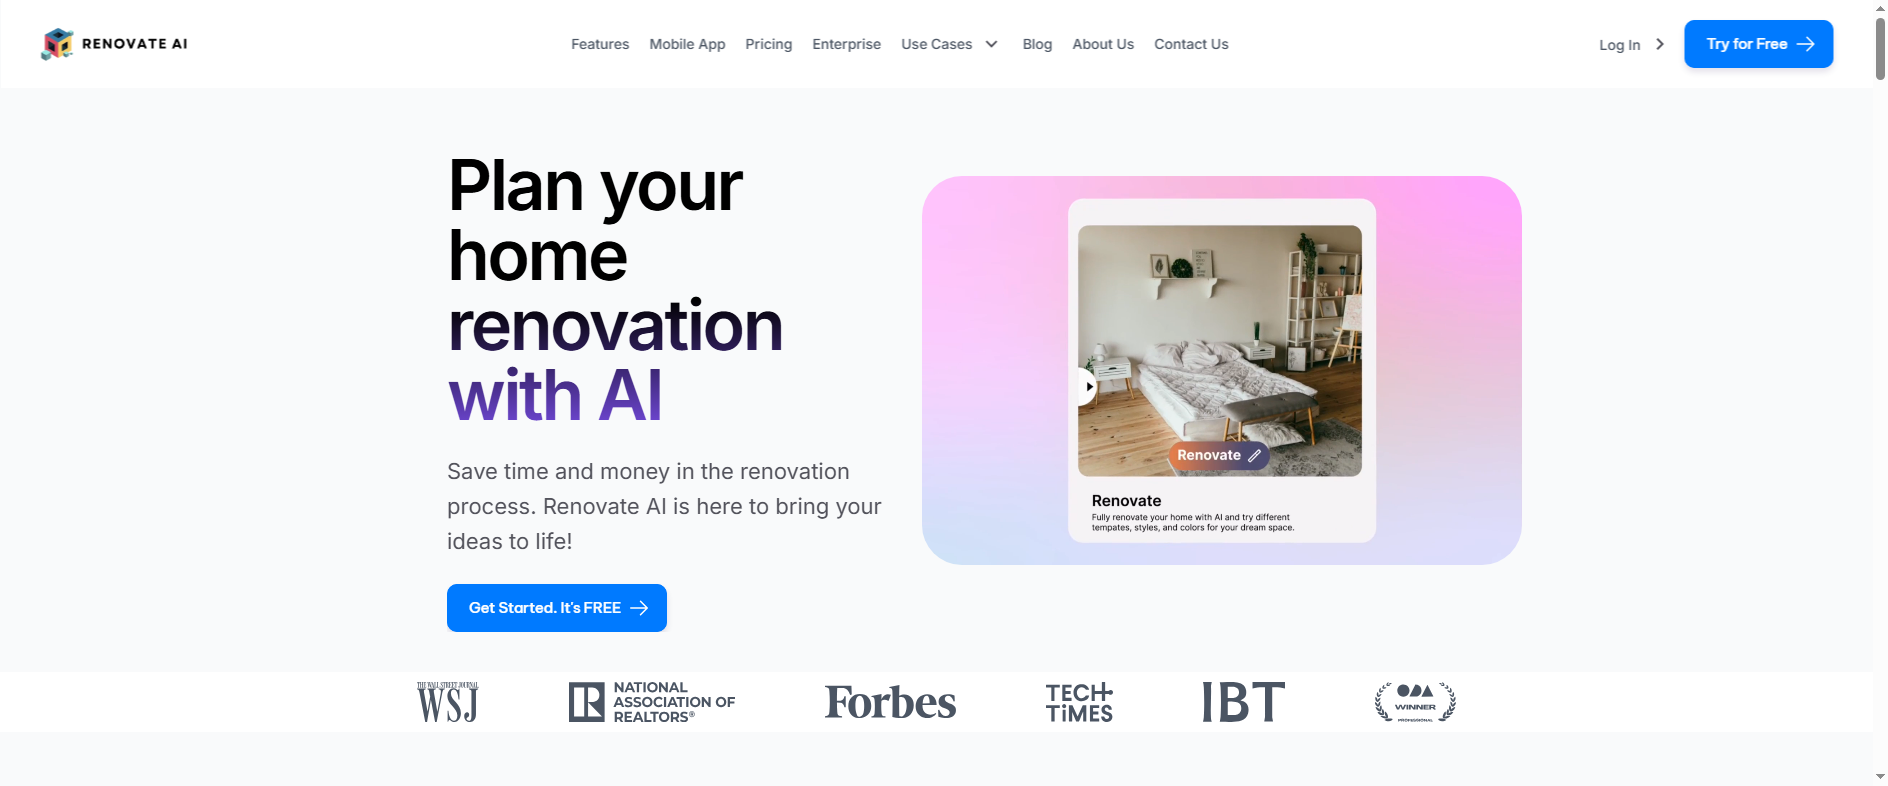 RENOVATE AI
Features Mobile App Pricing Enterprise Use Cases Blog About Us Contact Us
Log In
Try for Free
Plan your
home
renovation
with AI
Save time and money in the renovation
process. Renovate AI is here to bring your
ideas to life!
Get Started. It's FREE
Renovate
Renovate
Fully renovate your home with AI and try different
tempates, styles, and colors for your dream space.
THE WALL STREET JOURNAL
WSJ
NATIONAL
ASSOCIATION OF
REALTORS®
Forbes
TECH
TiMES
IBT
WINNER
PROFESSIONAL